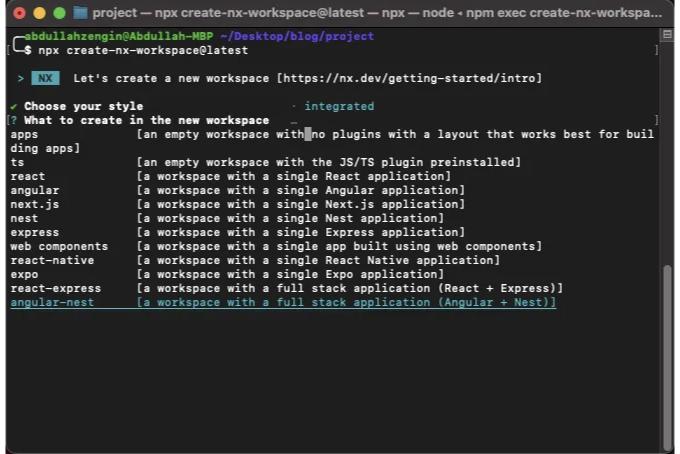 project — npx create-nx-workspace@latest — npx — node ◂ npm exec create-nx-workspa...
abdullahzengin@Abdullah-MBP ~/Desktop/blog/project
$ npx create-nx-workspace@latest
> NX Let's create a new workspace [https://nx.dev/getting-started/intro]
✔ Choose your style · integrated
? What to create in the new workspace _
apps [an empty workspace with no plugins with a layout that works best for buil
ding apps]
ts [an empty workspace with the JS/TS plugin preinstalled]
react [a workspace with a single React application]
angular [a workspace with a single Angular application]
next.js [a workspace with a single Next.js application]
nest [a workspace with a single Nest application]
express [a workspace with a single Express application]
web components [a workspace with a single app built using web components]
react-native [a workspace with a single React Native application]
expo [a workspace with a single Expo application]
react-express [a workspace with a full stack application (React + Express)]
angular-nest [a workspace with a full stack application (Angular + Nest)]